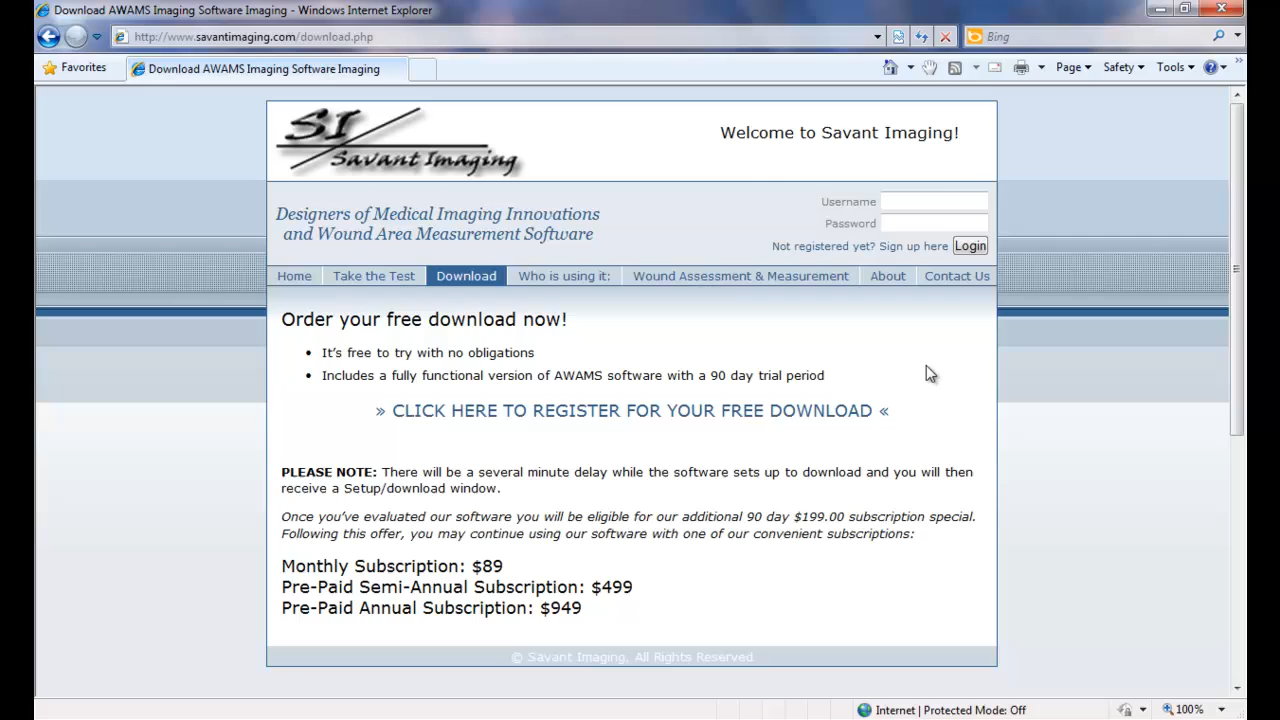 Download AWAMS Imaging Software Imaging - Windows Internet Explorer
http://www.savantimaging.com/download.php
Bing
Favorites
Download AWAMS Imaging Software Imaging
Page
Safety
Tools
SI
Savant Imaging
Welcome to Savant Imaging!
Designers of Medical Imaging Innovations
and Wound Area Measurement Software
Username
Password
Not registered yet? Sign up here
Login
Home
Take the Test
Download
Who is using it:
Wound Assessment & Measurement
About
Contact Us
Order your free download now!
• It's free to try with no obligations
• Includes a fully functional version of AWAMS software with a 90 day trial period
» CLICK HERE TO REGISTER FOR YOUR FREE DOWNLOAD «
PLEASE NOTE: There will be a several minute delay while the software sets up to download and you will then
receive a Setup/download window.
Once you've evaluated our software you will be eligible for our additional 90 day $199.00 subscription special.
Following this offer, you may continue using our software with one of our convenient subscriptions:
Monthly Subscription: $89
Pre-Paid Semi-Annual Subscription: $499
Pre-Paid Annual Subscription: $949
© Savant Imaging, All Rights Reserved
Internet | Protected Mode: Off
100%